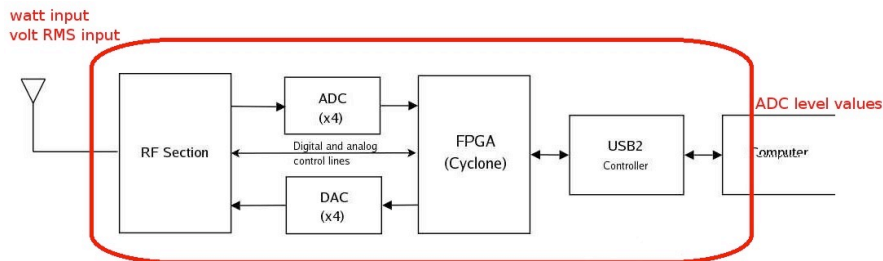 watt input
volt RMS input
ADC level values
RF Section
ADC
(x4)
Digital and analog
control lines
DAC
(x4)
FPGA
(Cyclone)
USB2
Controller
Computer